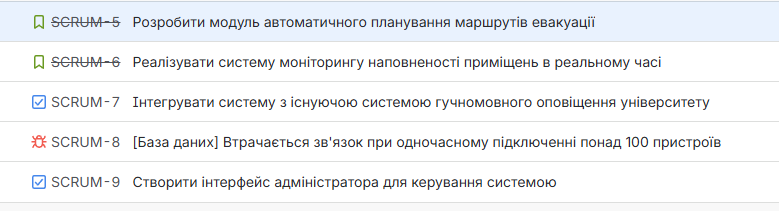 SCRUM-5 Розробити модуль автоматичного планування маршрутів евакуації
SCRUM-6 Реалізувати систему моніторингу наповненості приміщень в реальному часі
SCRUM-7 Інтегрувати систему з існуючою системою гучномовного оповіщення університету
SCRUM-8 [База даних] Втрачається зв'язок при одночасному підключенні понад 100 пристроїв
SCRUM-9 Створити інтерфейс адміністратора для керування системою